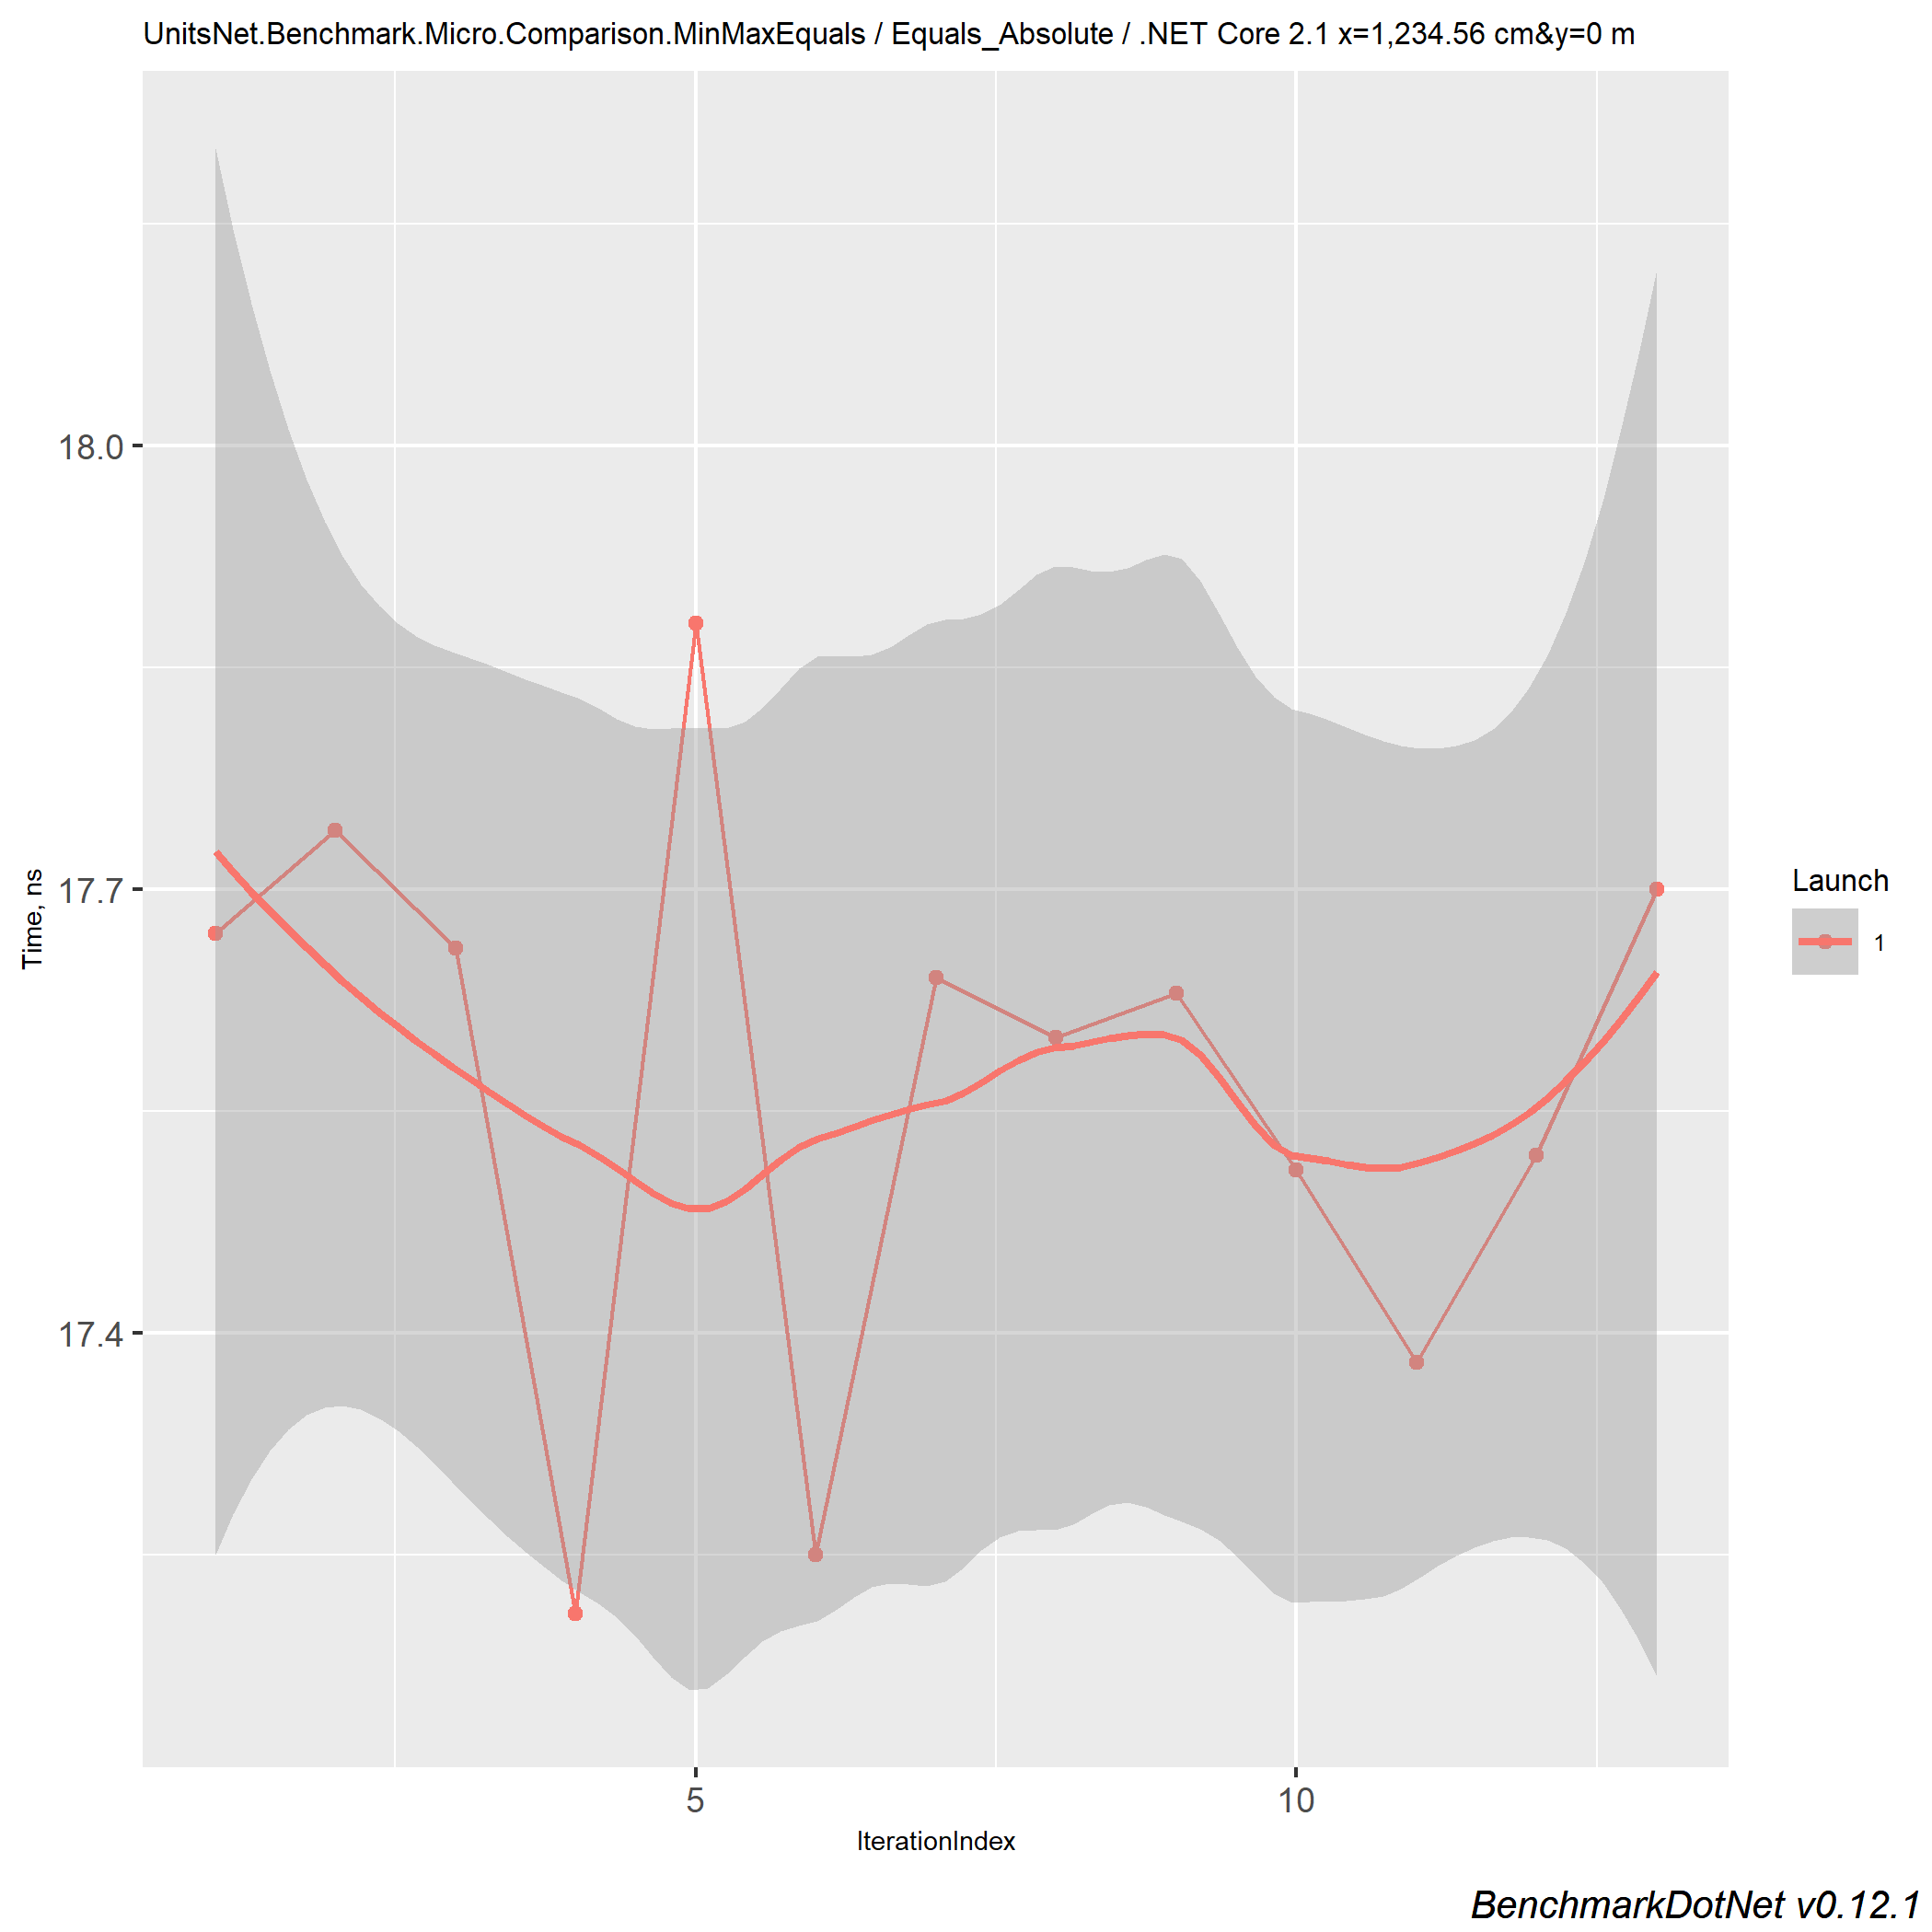 UnitsNet.Benchmark.Micro.Comparison.MinMaxEquals / Equals_Absolute / .NET Core 2.1 x=1,234.56 cm&y=0 m
18.0
17.7
17.4
Time, ns
5
10
IterationIndex
Launch
1
BenchmarkDotNet v0.12.1